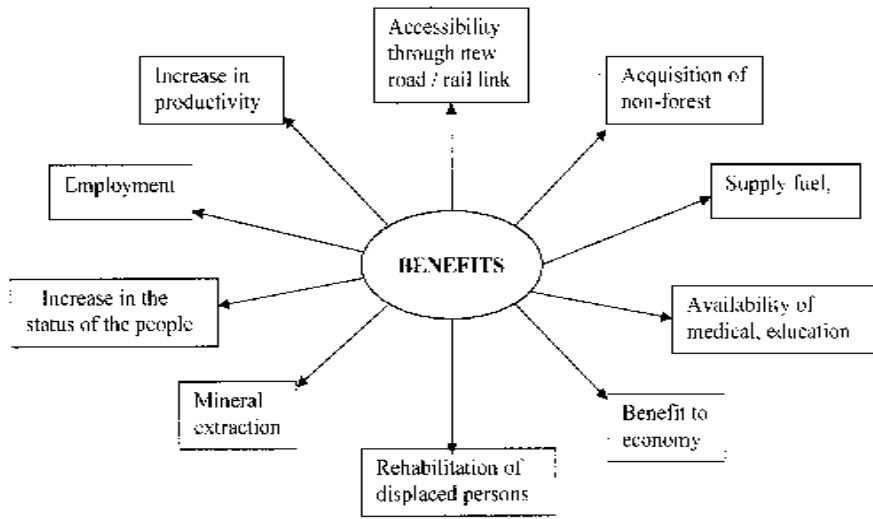 Accessibility
through new
road / rail link
Increase in
productivity
Acquisition of
non-forest
Employment
Supply fuel,
BENEFITS
Increase in the
status of the people
Availability of
medical, education
Mineral
extraction
Benefit to
economy
Rehabilitation of
displaced persons